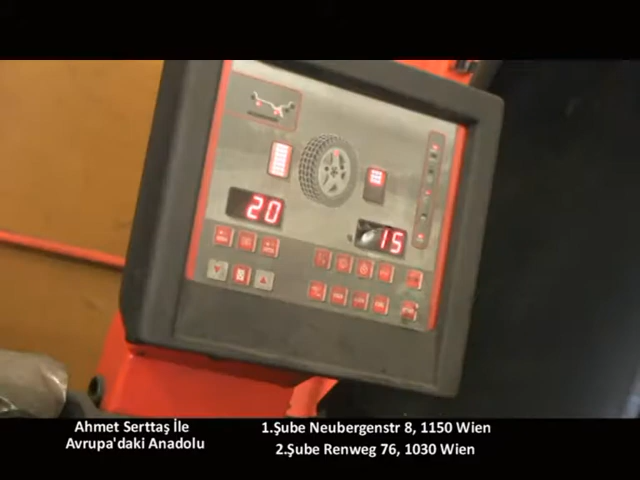 20
15
Ahmet Serttaş İle
Avrupa'daki Anadolu
1.Şube Neubergenstr 8, 1150 Wien
2.Şube Renweg 76, 1030 Wien